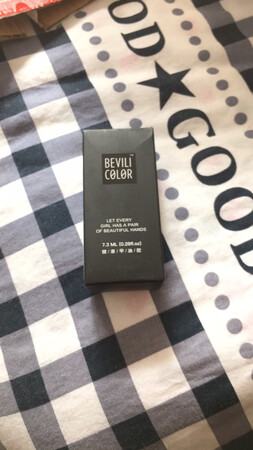 OD★GOOD
BEVILI
COLOR
LET EVERY
GIRL HAS A PAIR
OF BEAUTIFUL HANDS
7.3 ML (0.28fl.oz)